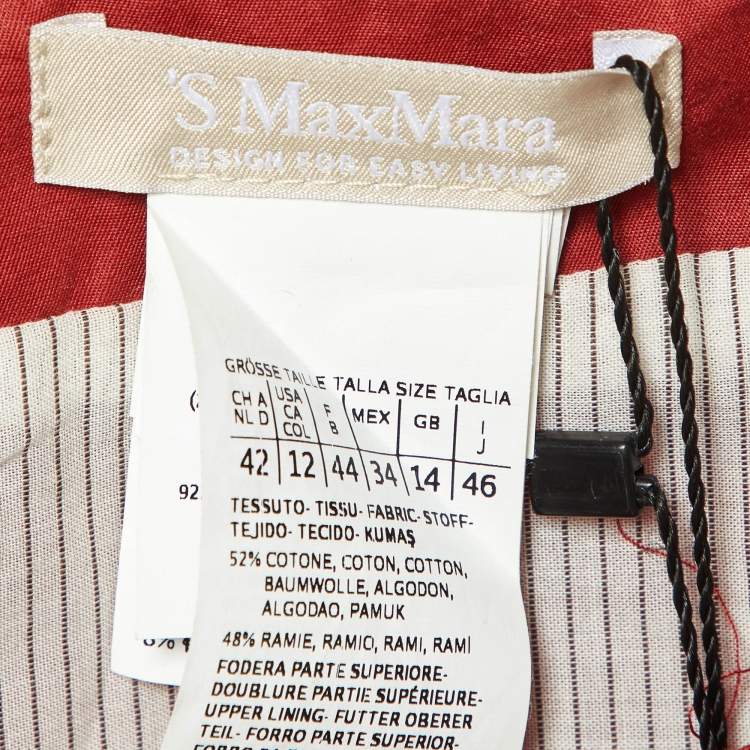 'S MaxMara
DESIGN FOR EASY LIVING
GRÖSSE TAILLE TALLA SIZE TAGLIA
CH A NL D USA CA COL F B MEX GB I J
42 12 44 34 14 46
92
TESSUTO- TISSU- FABRIC- STOFF-
TEJIDO- TECIDO- KUMAŞ
52% COTONE, COTON, COTTON,
BAUMWOLLE, ALGODON,
ALGODAO, PAMUK
48% RAMIE, RAMIO, RAMI, RAMÍ
FODERA PARTE SUPERIORE-
DOUBLURE PARTIE SUPÉRIEURE-
UPPER LINING- FUTTER OBERER
TEIL- FORRO PARTE SUPERIOR-